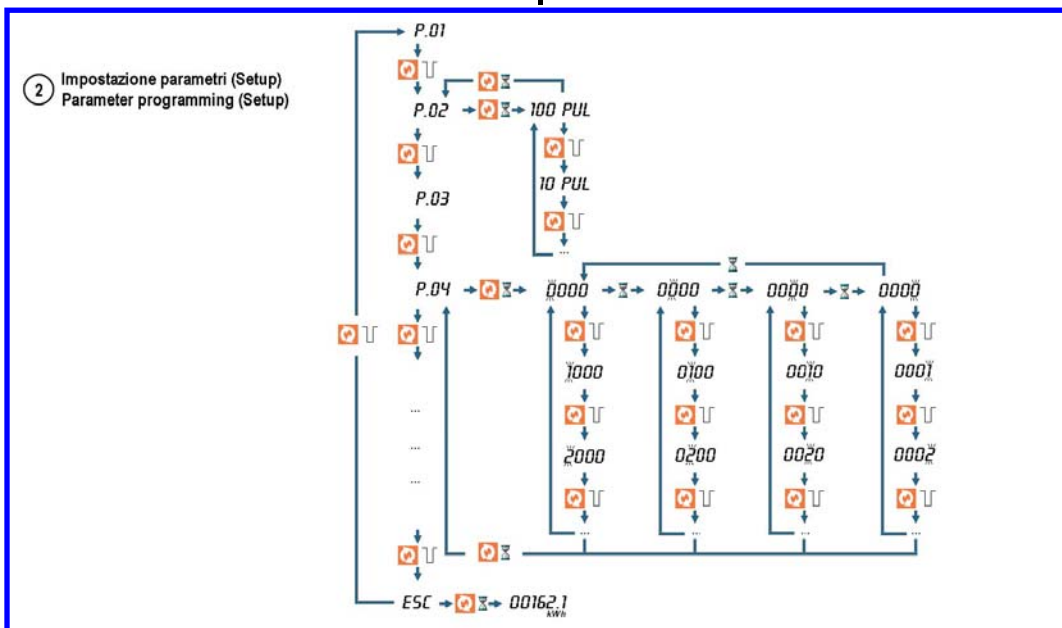 P.01
2 Impostazione parametri (Setup)
Parameter programming (Setup)
P.02 100 PUL
10 PUL
P.03
...
P.04 0000 0000 0000 0000
1000 0100 0010 0001
...
...
2000 0200 0020 0002
...
... ... ... ...
ESC 00162.1
kWh